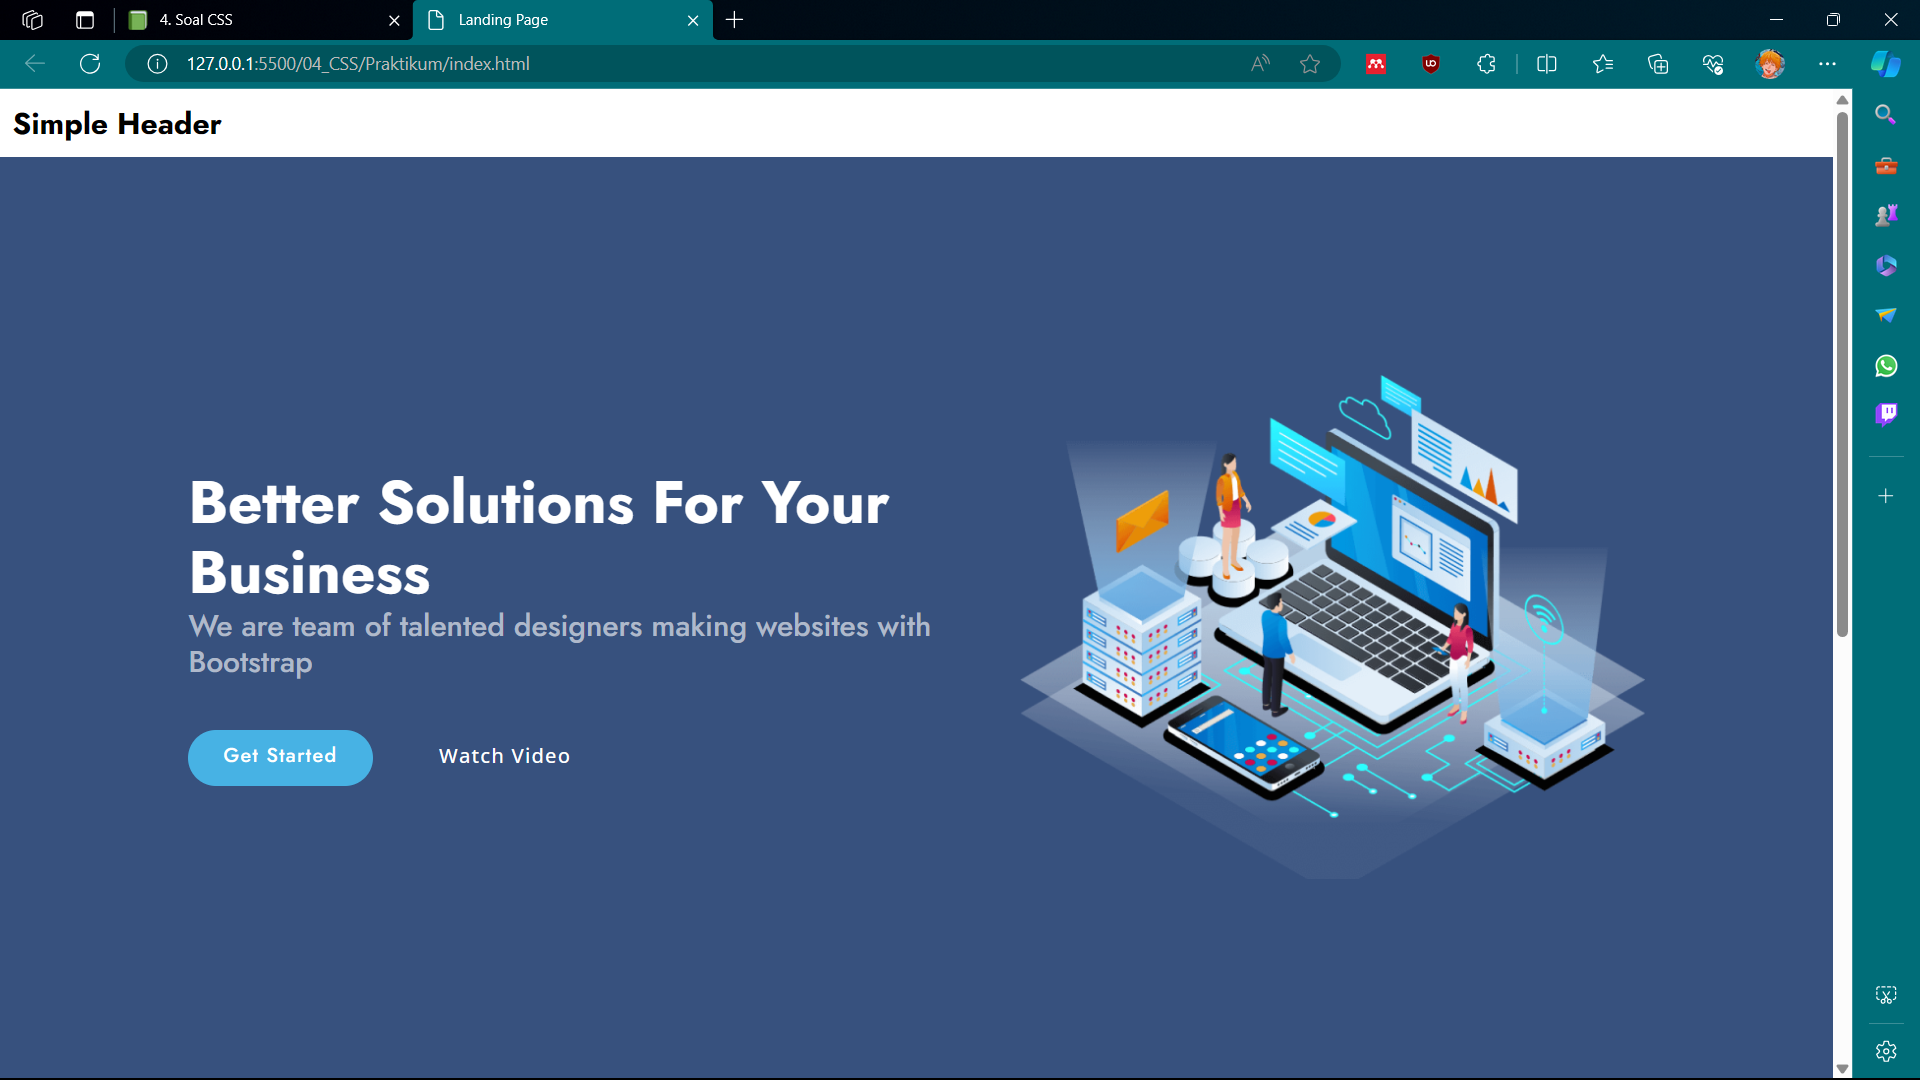 4. Soal CSS
Landing Page
127.0.0.1:5500/04_CSS/Praktikum/index.html
Simple Header
Better Solutions For Your
Business
We are team of talented designers making websites with
Bootstrap
Get Started
Watch Video